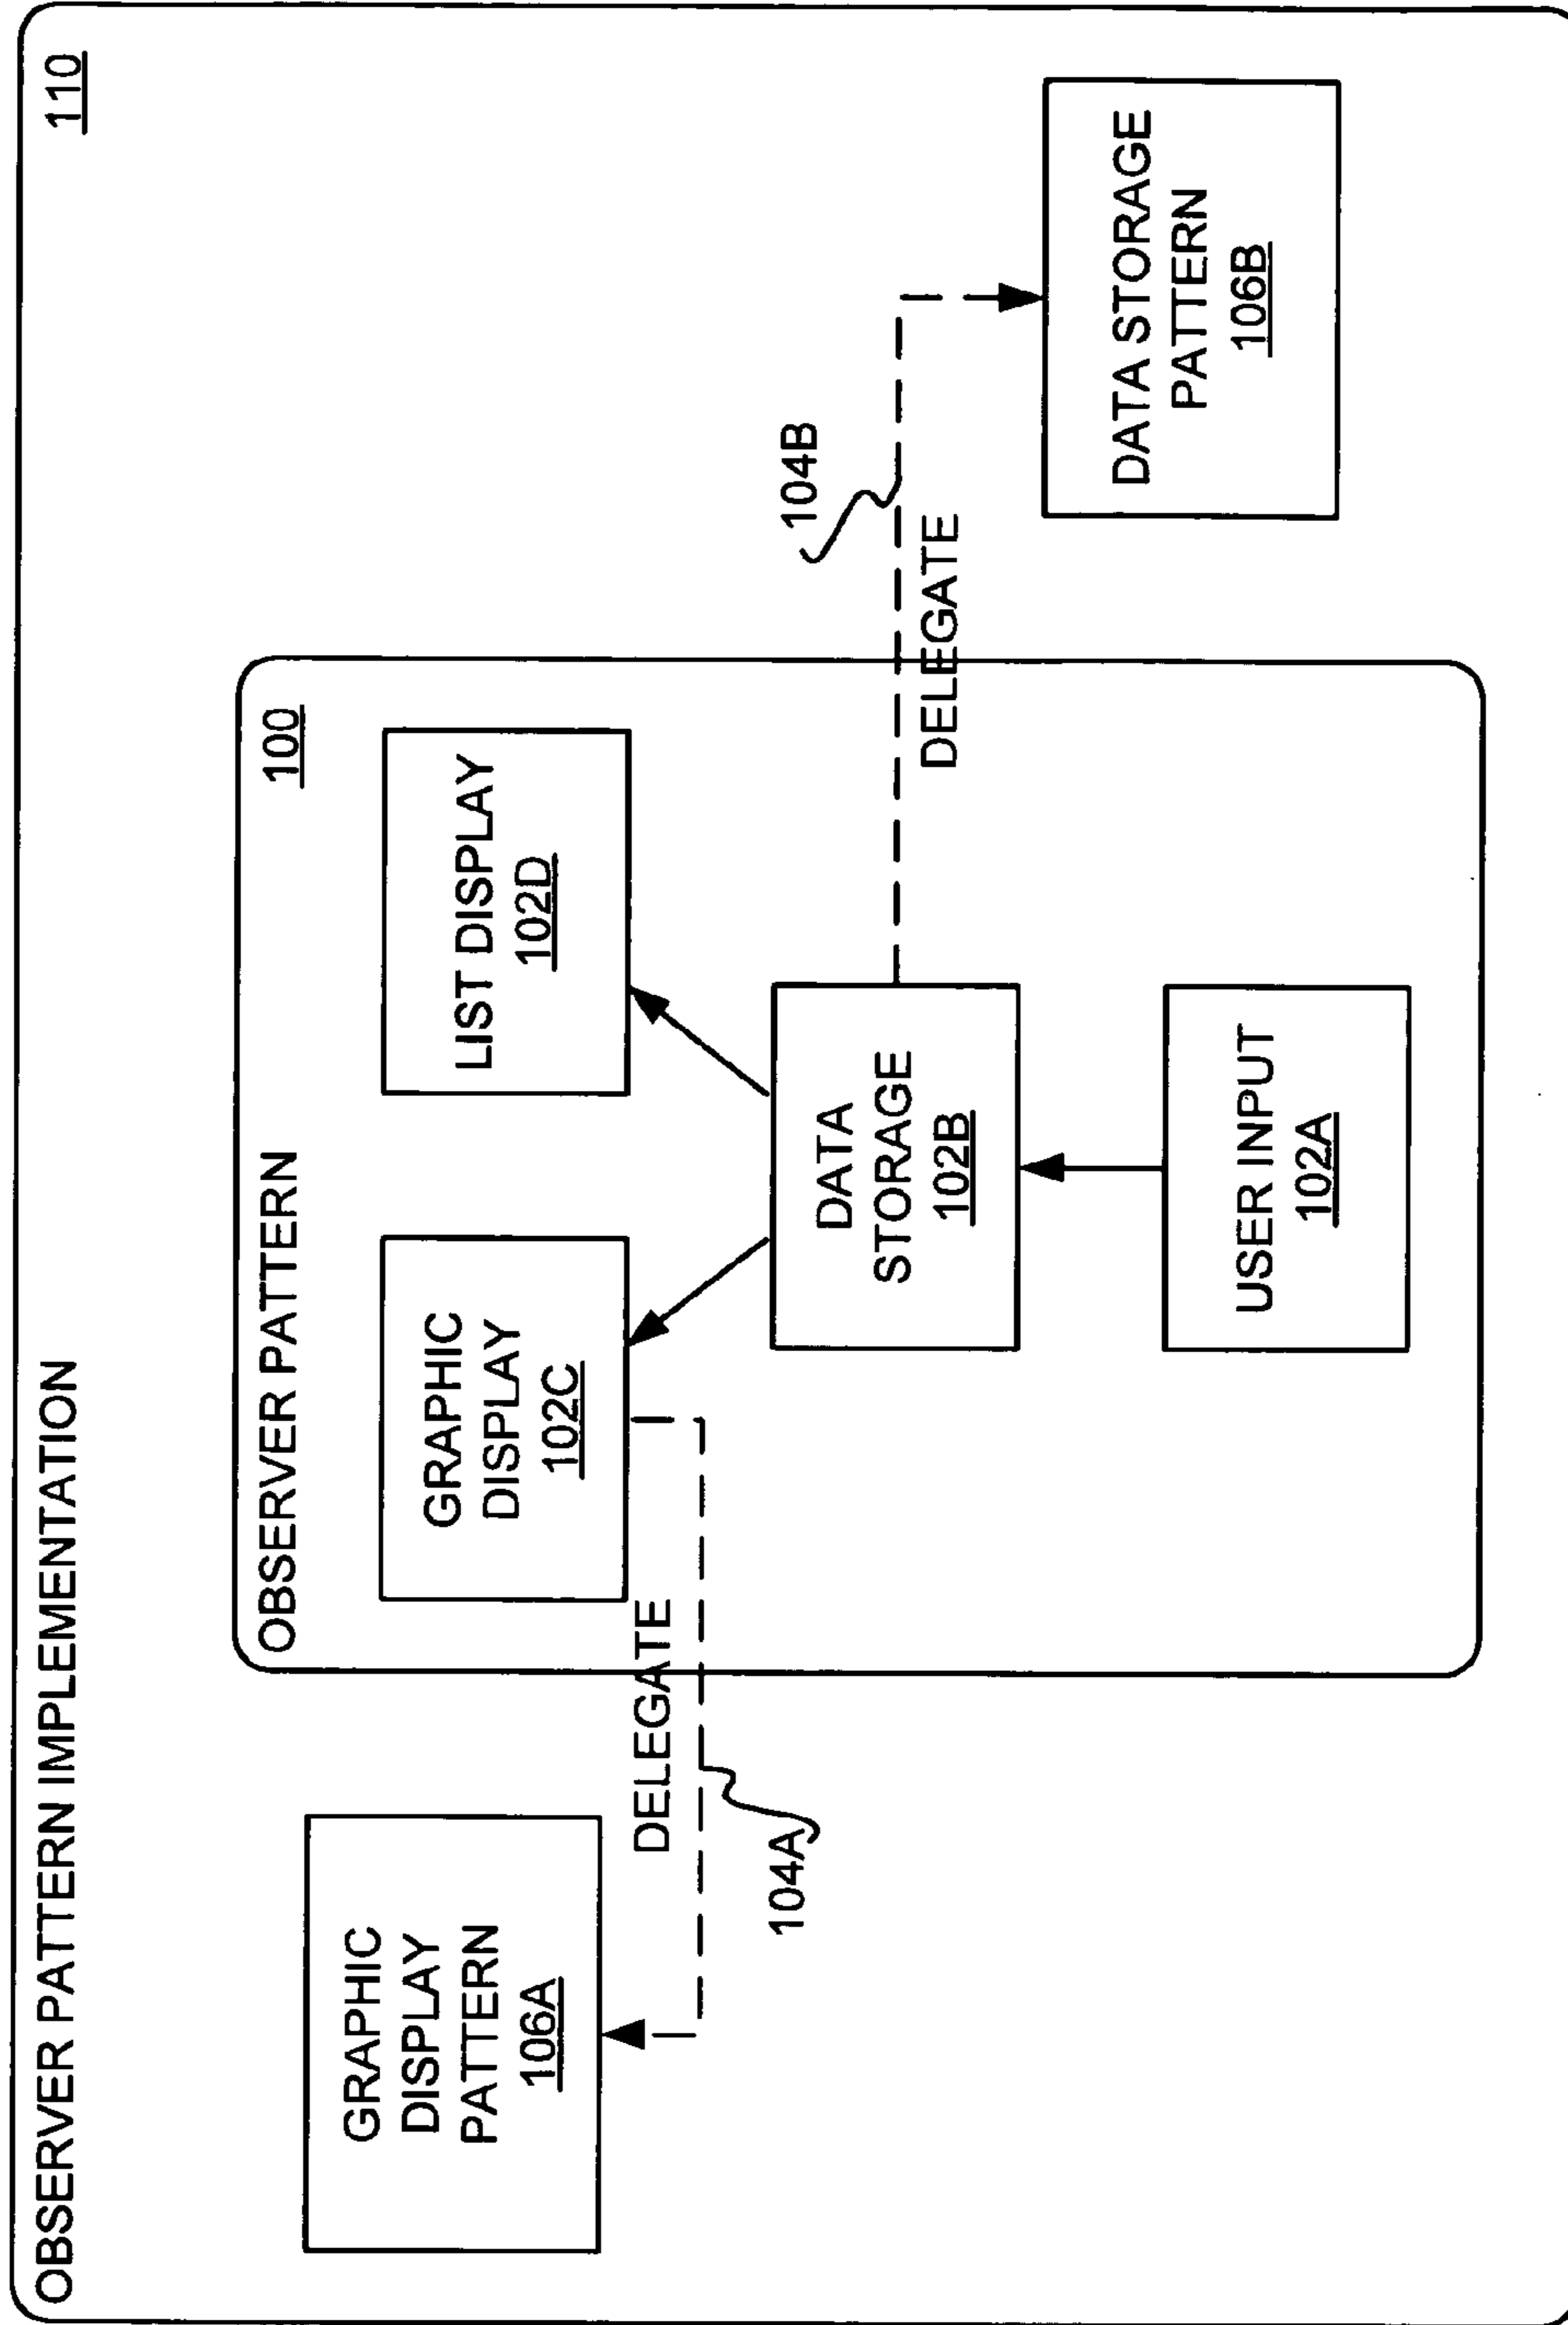 OBSERVER PATTERN IMPLEMENTATION
110
OBSERVER PATTERN
100
GRAPHIC
DISPLAY
PATTERN
106A
GRAPHIC
DISPLAY
102C
LIST DISPLAY
102D
DELEGATE
104A
104B
DELEGATE
DATA
STORAGE
102B
DATA STORAGE
PATTERN
106B
USER INPUT
102A